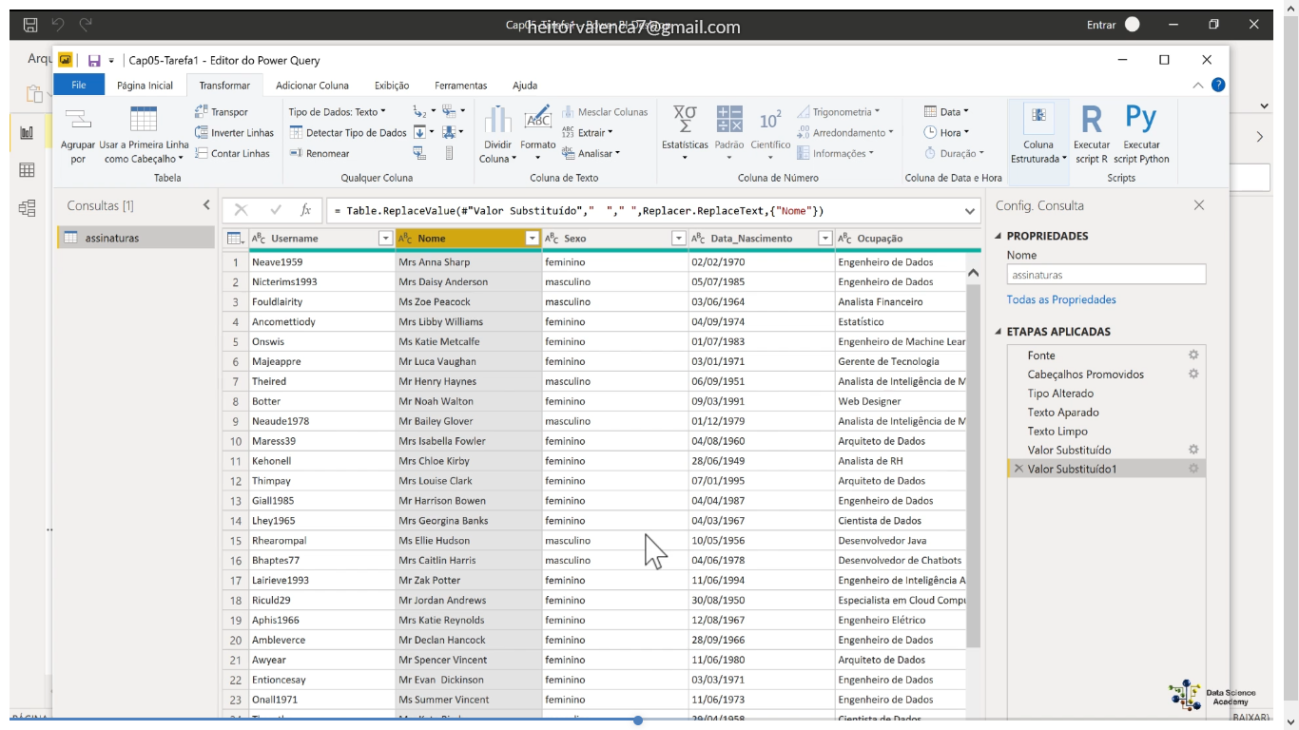 heitorvalenca7@gmail.com
Entrar
Arqu
Cap05-Tarefa1 - Editor do Power Query
File
Página Inicial
Transformar
Adicionar Coluna
Exibição
Ferramentas
Ajuda
Transpor
Inverter Linhas
Contar Linhas
Agrupar por
Usar a Primeira Linha como Cabeçalho
Tabela
Tipo de Dados: Texto
Detectar Tipo de Dados
Renomear
Qualquer Coluna
Dividir Coluna
Formato
Mesclar Colunas
Extrair
Analisar
Coluna de Texto
Estatísticas
Padrão
Científico
Trigonometria
Arredondamento
Informações
Coluna de Número
Data
Hora
Duração
Coluna de Data e Hora
Coluna Estruturada
Executar script R
Executar script Python
Scripts
Consultas [1]
assinaturas
= Table.ReplaceValue(#"Valor Substituído","  "," ",Replacer.ReplaceText,{"Nome"})
Username Nome Sexo Data_Nascimento Ocupação
1 Neave1959 Mrs Anna Sharp feminino 02/02/1970 Engenheiro de Dados
2 Nicterims1993 Mrs Daisy Anderson masculino 05/07/1985 Engenheiro de Dados
3 Fouldlairity Ms Zoe Peacock masculino 03/06/1964 Analista Financeiro
4 Ancomettiody Mrs Libby Williams feminino 04/09/1974 Estatístico
5 Onswis Ms Katie Metcalfe feminino 01/07/1983 Engenheiro de Machine Lear
6 Majeappre Mr Luca Vaughan feminino 03/01/1971 Gerente de Tecnologia
7 Theired Mr Henry Haynes masculino 06/09/1951 Analista de Inteligência de M
8 Botter Mr Noah Walton feminino 09/03/1991 Web Designer
9 Neaude1978 Mr Bailey Glover masculino 01/12/1979 Analista de Inteligência de M
10 Maress39 Mrs Isabella Fowler feminino 04/08/1960 Arquiteto de Dados
11 Kehonell Mrs Chloe Kirby feminino 28/06/1949 Analista de RH
12 Thimpay Mrs Louise Clark feminino 07/01/1995 Arquiteto de Dados
13 Giall1985 Mr Harrison Bowen feminino 04/04/1987 Engenheiro de Dados
14 Lhey1965 Mrs Georgina Banks feminino 04/03/1967 Cientista de Dados
15 Rhearompal Ms Ellie Hudson masculino 10/05/1956 Desenvolvedor Java
16 Bhaptes77 Mrs Caitlin Harris masculino 04/06/1978 Desenvolvedor de Chatbots
17 Lairieve1993 Mr Zak Potter feminino 11/06/1994 Engenheiro de Inteligência A
18 Riculd29 Mr Jordan Andrews feminino 30/08/1950 Especialista em Cloud Compu
19 Aphis1966 Mrs Katie Reynolds feminino 12/08/1967 Engenheiro Elétrico
20 Ambleverce Mr Declan Hancock feminino 28/09/1966 Engenheiro de Dados
21 Awyear Mr Spencer Vincent feminino 11/06/1980 Arquiteto de Dados
22 Entioncesay Mr Evan  Dickinson feminino 03/03/1971 Engenheiro de Dados
23 Onall1971 Ms Summer Vincent feminino 11/06/1973 Engenheiro de Dados
29/04/1958 Cientista de Dados
Config. Consulta
PROPRIEDADES
Nome
assinaturas
Todas as Propriedades
ETAPAS APLICADAS
Fonte
Cabeçalhos Promovidos
Tipo Alterado
Texto Aparado
Texto Limpo
Valor Substituído
Valor Substituído1
Data Science
Academy